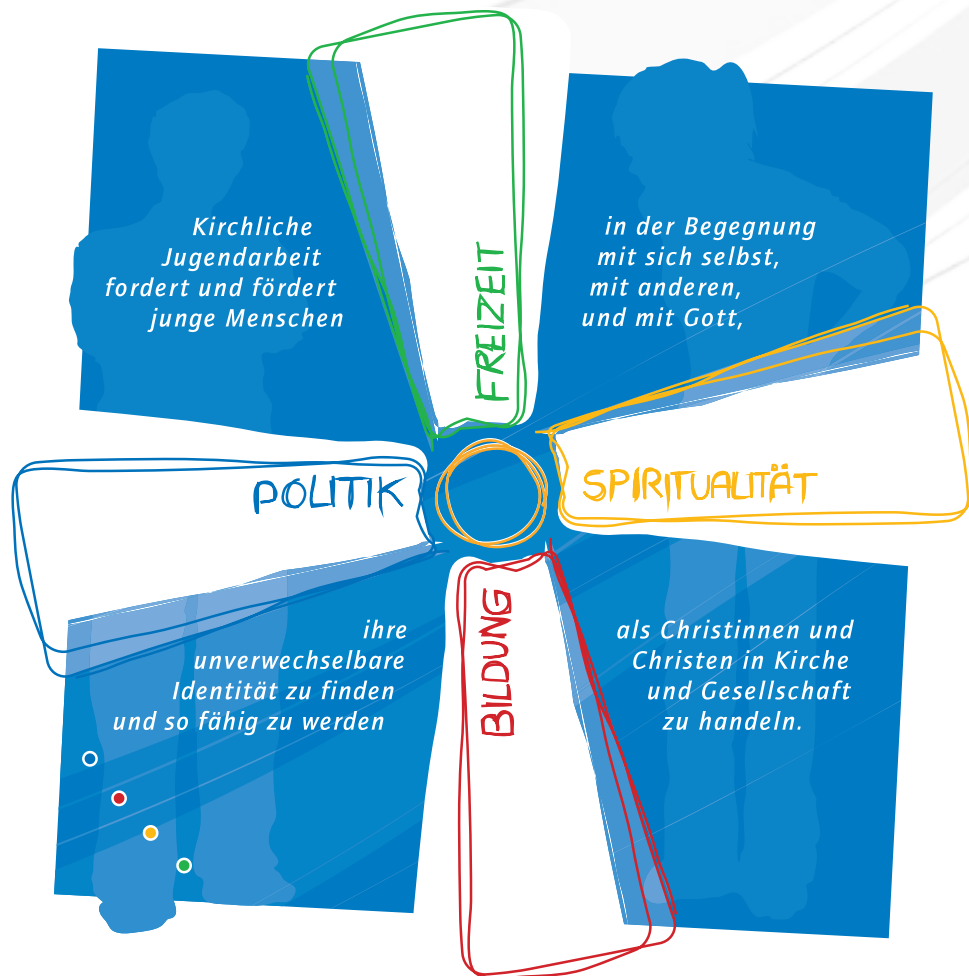 Kirchliche
Jugendarbeit
fordert und fördert
junge Menschen
FREIZEIT
in der Begegnung
mit sich selbst,
mit anderen,
und mit Gott,
POLITIK
SPIRITUALITÄT
ihre
unverwechselbare
Identität zu finden
und so fähig zu werden
BILDUNG
als Christinnen und
Christen in Kirche
und Gesellschaft
zu handeln.